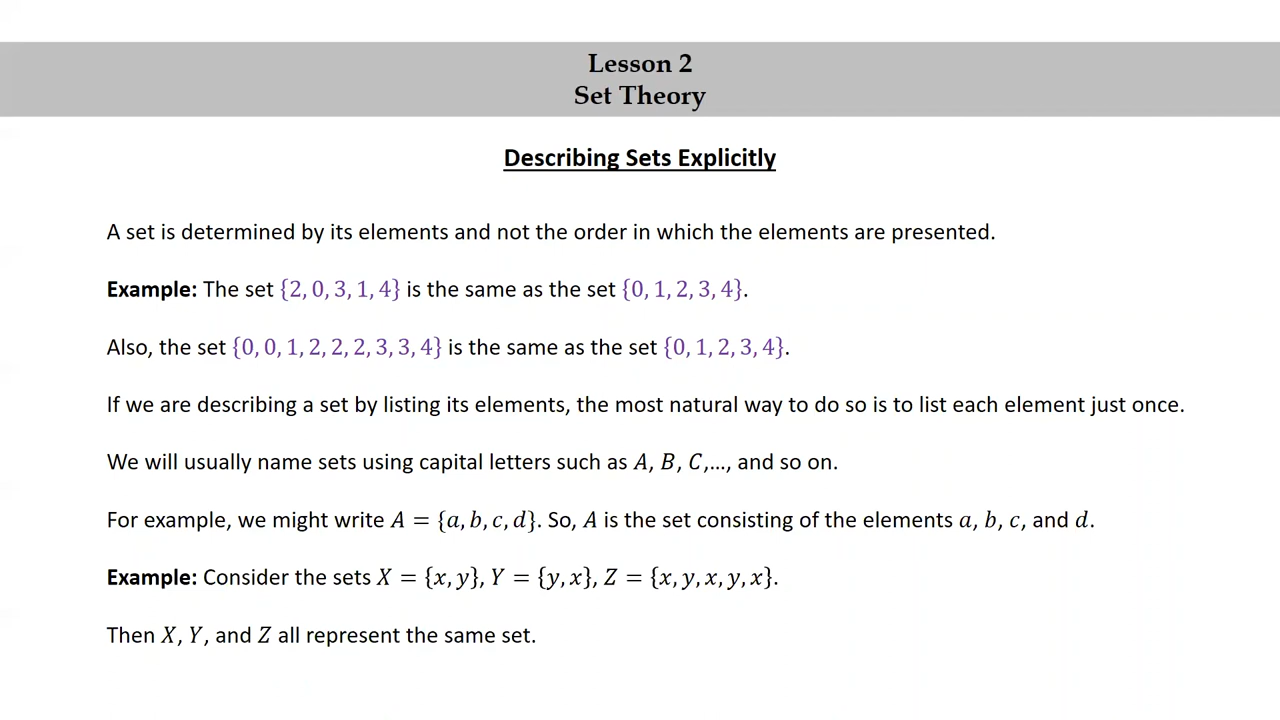 Lesson 2
Set Theory
Describing Sets Explicitly
A set is determined by its elements and not the order in which the elements are presented.
Example: The set {2, 0, 3, 1, 4} is the same as the set {0, 1, 2, 3, 4}.
Also, the set {0, 0, 1, 2, 2, 2, 3, 3, 4} is the same as the set {0, 1, 2, 3, 4}.
If we are describing a set by listing its elements, the most natural way to do so is to list each element just once.
We will usually name sets using capital letters such as A, B, C,…, and so on.
For example, we might write A = {a, b, c, d}. So, A is the set consisting of the elements a, b, c, and d.
Example: Consider the sets X = {x, y}, Y = {y, x}, Z = {x, y, x, y, x}.
Then X, Y, and Z all represent the same set.